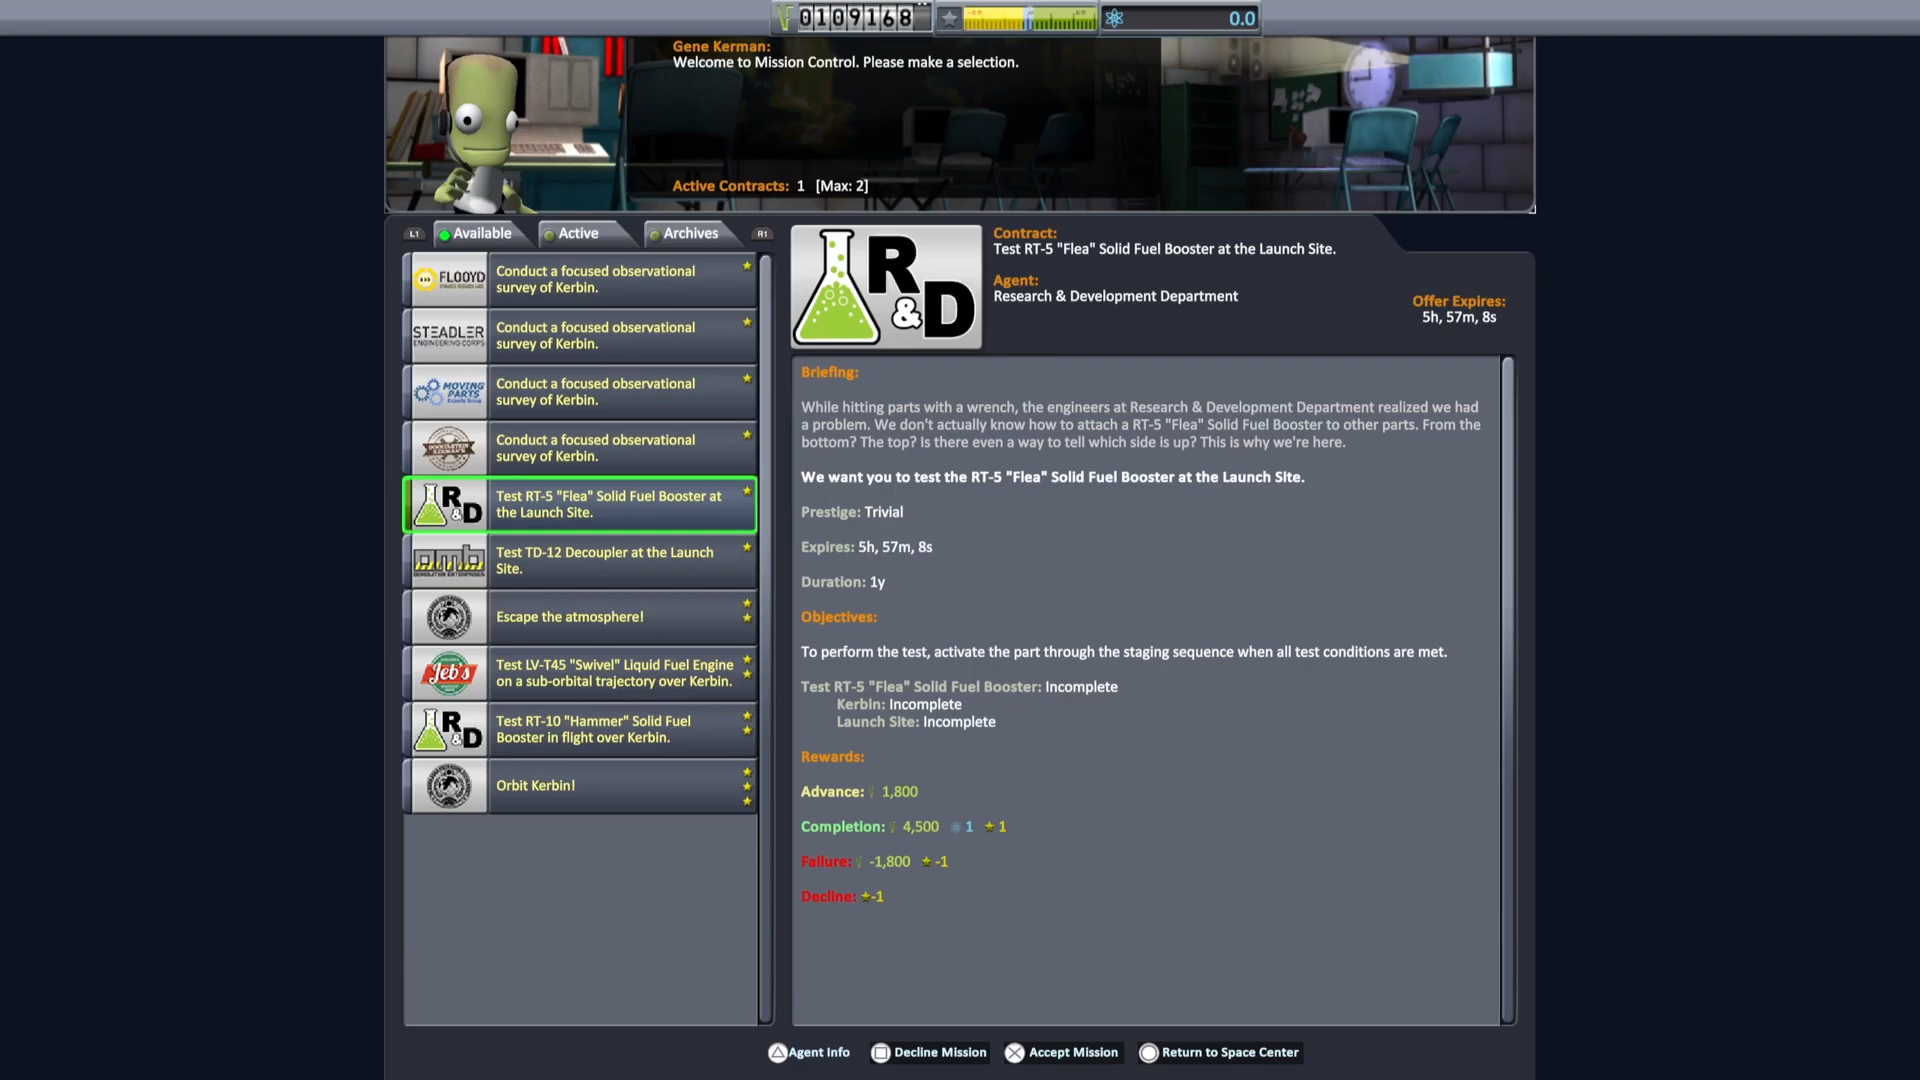 0109168
0.0
Gene Kerman:
Welcome to Mission Control. Please make a selection.
Active Contracts: 1 [Max: 2]
L1 Available Active Archives R1
FLOOYD
Conduct a focused observational
survey of Kerbin.
STEADLER
ENGINEERING CORPS
Conduct a focused observational
survey of Kerbin.
MOVING
PARTS
Experts Group
Conduct a focused observational
survey of Kerbin.
Conduct a focused observational
survey of Kerbin.
R
&D
Test RT-5 "Flea" Solid Fuel Booster at
the Launch Site.
Test TD-12 Decoupler at the Launch
Site.
Escape the atmosphere!
Jeb's
Test LV-T45 "Swivel" Liquid Fuel Engine
on a sub-orbital trajectory over Kerbin.
R
&D
Test RT-10 "Hammer" Solid Fuel
Booster in flight over Kerbin.
Orbit Kerbin!
R
&D
Contract:
Test RT-5 "Flea" Solid Fuel Booster at the Launch Site.
Agent:
Research & Development Department
Offer Expires:
5h, 57m, 8s
Briefing:
While hitting parts with a wrench, the engineers at Research & Development Department realized we had
a problem. We don't actually know how to attach a RT-5 "Flea" Solid Fuel Booster to other parts. From the
bottom? The top? Is there even a way to tell which side is up? This is why we're here.
We want you to test the RT-5 "Flea" Solid Fuel Booster at the Launch Site.
Prestige: Trivial
Expires: 5h, 57m, 8s
Duration: 1y
Objectives:
To perform the test, activate the part through the staging sequence when all test conditions are met.
Test RT-5 "Flea" Solid Fuel Booster: Incomplete
Kerbin: Incomplete
Launch Site: Incomplete
Rewards:
Advance: 1,800
Completion: 4,500 1 1
Failure: -1,800 -1
Decline: -1
Agent Info Decline Mission Accept Mission Return to Space Center